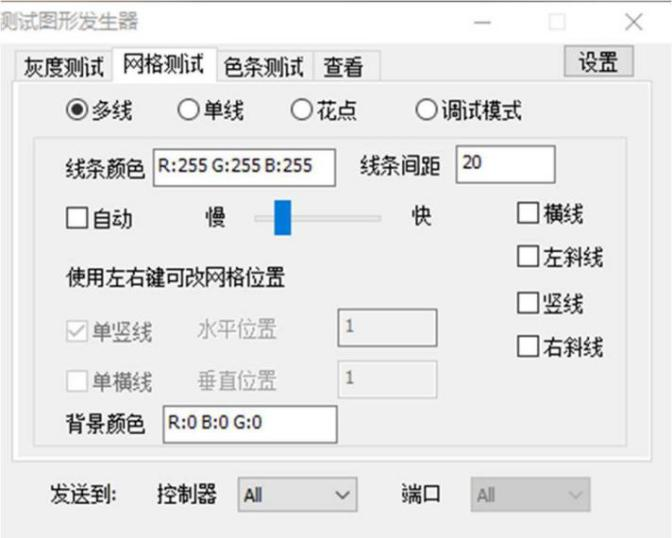 测试图形发生器
灰度测试 网格测试 色条测试 查看 设置
多线 单线 花点 调试模式
线条颜色 R:255 G:255 B:255 线条间距 20
自动 慢 快 横线
左斜线
使用左右键可改网格位置
竖线
单竖线 水平位置 1
右斜线
单横线 垂直位置 1
背景颜色 R:0 B:0 G:0
发送到: 控制器 All 端口 All